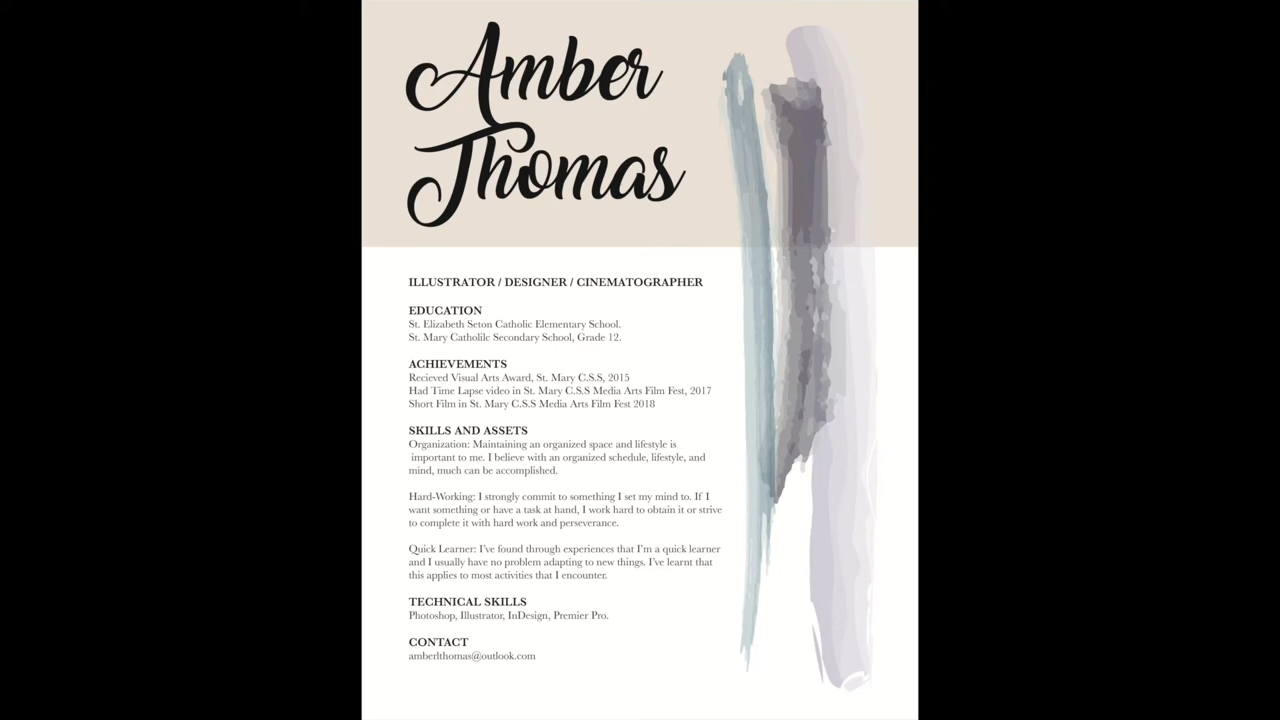 Amber
Thomas
ILLUSTRATOR / DESIGNER / CINEMATOGRAPHER
EDUCATION
St. Elizabeth Seton Catholic Elementary School.
St. Mary Catholilc Secondary School, Grade 12.
ACHIEVEMENTS
Recieved Visual Arts Award, St. Mary C.S.S, 2015
Had Time Lapse video in St. Mary C.S.S Media Arts Film Fest, 2017
Short Film in St. Mary C.S.S Media Arts Film Fest 2018
SKILLS AND ASSETS
Organization: Maintaining an organized space and lifestyle is
important to me. I believe with an organized schedule, lifestyle, and
mind, much can be accomplished.
Hard-Working: I strongly commit to something I set my mind to. If I
want something or have a task at hand, I work hard to obtain it or strive
to complete it with hard work and perseverance.
Quick Learner: I've found through experiences that I'm a quick learner
and I usually have no problem adapting to new things. I've learnt that
this applies to most activities that I encounter.
TECHNICAL SKILLS
Photoshop, Illustrator, InDesign, Premier Pro.
CONTACT
amberlthomas@outlook.com